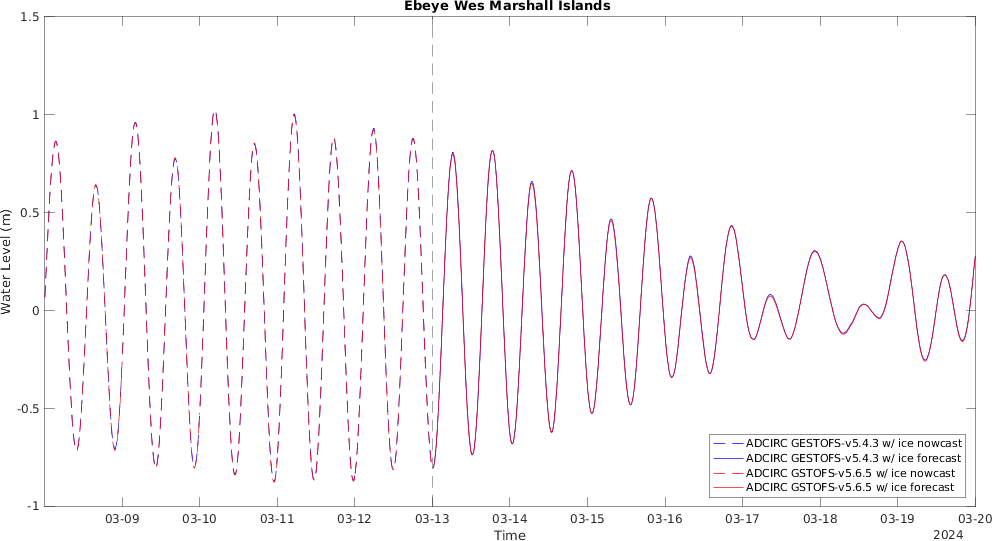 Ebeye Wes Marshall Islands
1.5
1
0.5
0
-0.5
-1
Water Level (m)
03-09 03-10 03-11 03-12 03-13 03-14 03-15 03-16 03-17 03-18 03-19 03-20
Time
2024
ADCIRC GESTOFS-v5.4.3 w/ ice nowcast
ADCIRC GESTOFS-v5.4.3 w/ ice forecast
ADCIRC GSTOFS-v5.6.5 w/ ice nowcast
ADCIRC GSTOFS-v5.6.5 w/ ice forecast